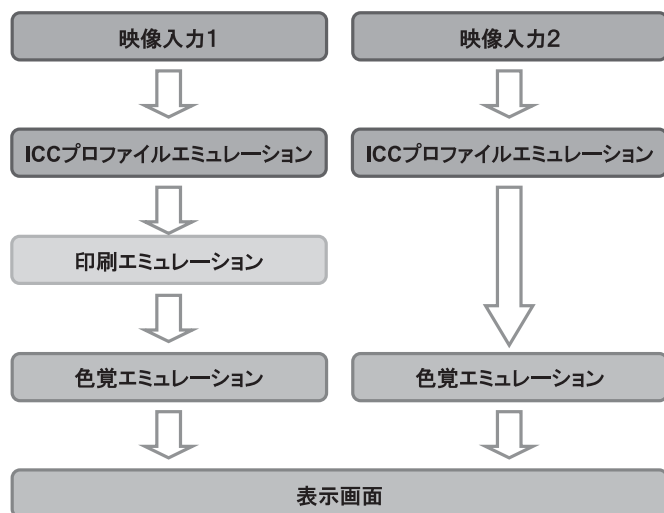 映像入力1
映像入力2
ICCプロファイルエミュレーション
ICCプロファイルエミュレーション
印刷エミュレーション
色覚エミュレーション
色覚エミュレーション
表示画面